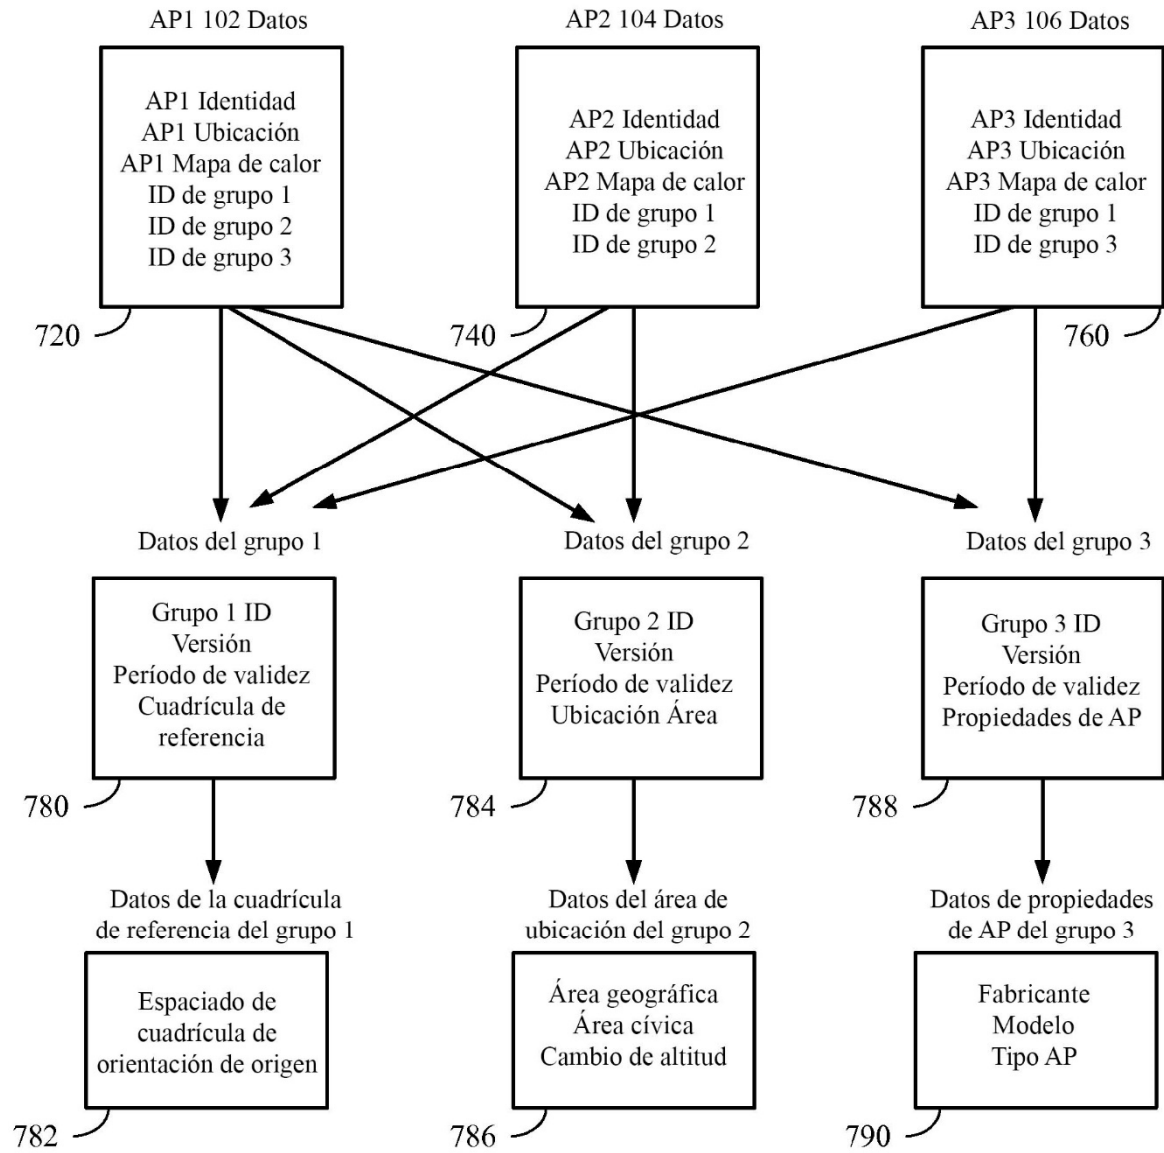 AP1 102 Datos
AP2 104 Datos
AP3 106 Datos
AP1 Identidad
AP1 Ubicación
AP1 Mapa de calor
ID de grupo 1
ID de grupo 2
ID de grupo 3
AP2 Identidad
AP2 Ubicación
AP2 Mapa de calor
ID de grupo 1
ID de grupo 2
AP3 Identidad
AP3 Ubicación
AP3 Mapa de calor
ID de grupo 1
ID de grupo 3
720
740
760
Datos del grupo 1
Datos del grupo 2
Datos del grupo 3
Grupo 1 ID
Versión
Período de validez
Cuadrícula de
referencia
Grupo 2 ID
Versión
Período de validez
Ubicación Área
Grupo 3 ID
Versión
Período de validez
Propiedades de AP
780
784
788
Datos de la cuadrícula
de referencia del grupo 1
Datos del área de
ubicación del grupo 2
Datos de propiedades
de AP del grupo 3
Espaciado de
cuadrícula de
orientación de origen
Área geográfica
Área cívica
Cambio de altitud
Fabricante
Modelo
Tipo AP
782
786
790